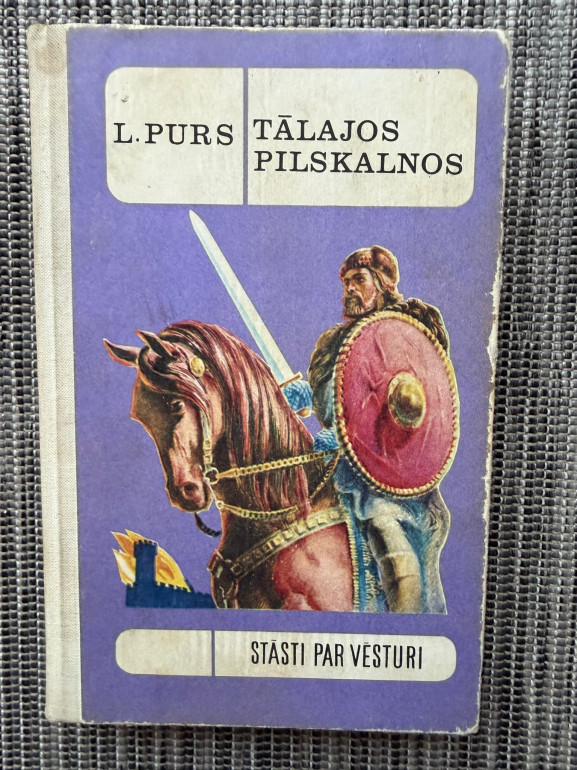 L. PURS
TĀLAJOS
PILSKALNOS
STĀSTI PAR VĒSTURI